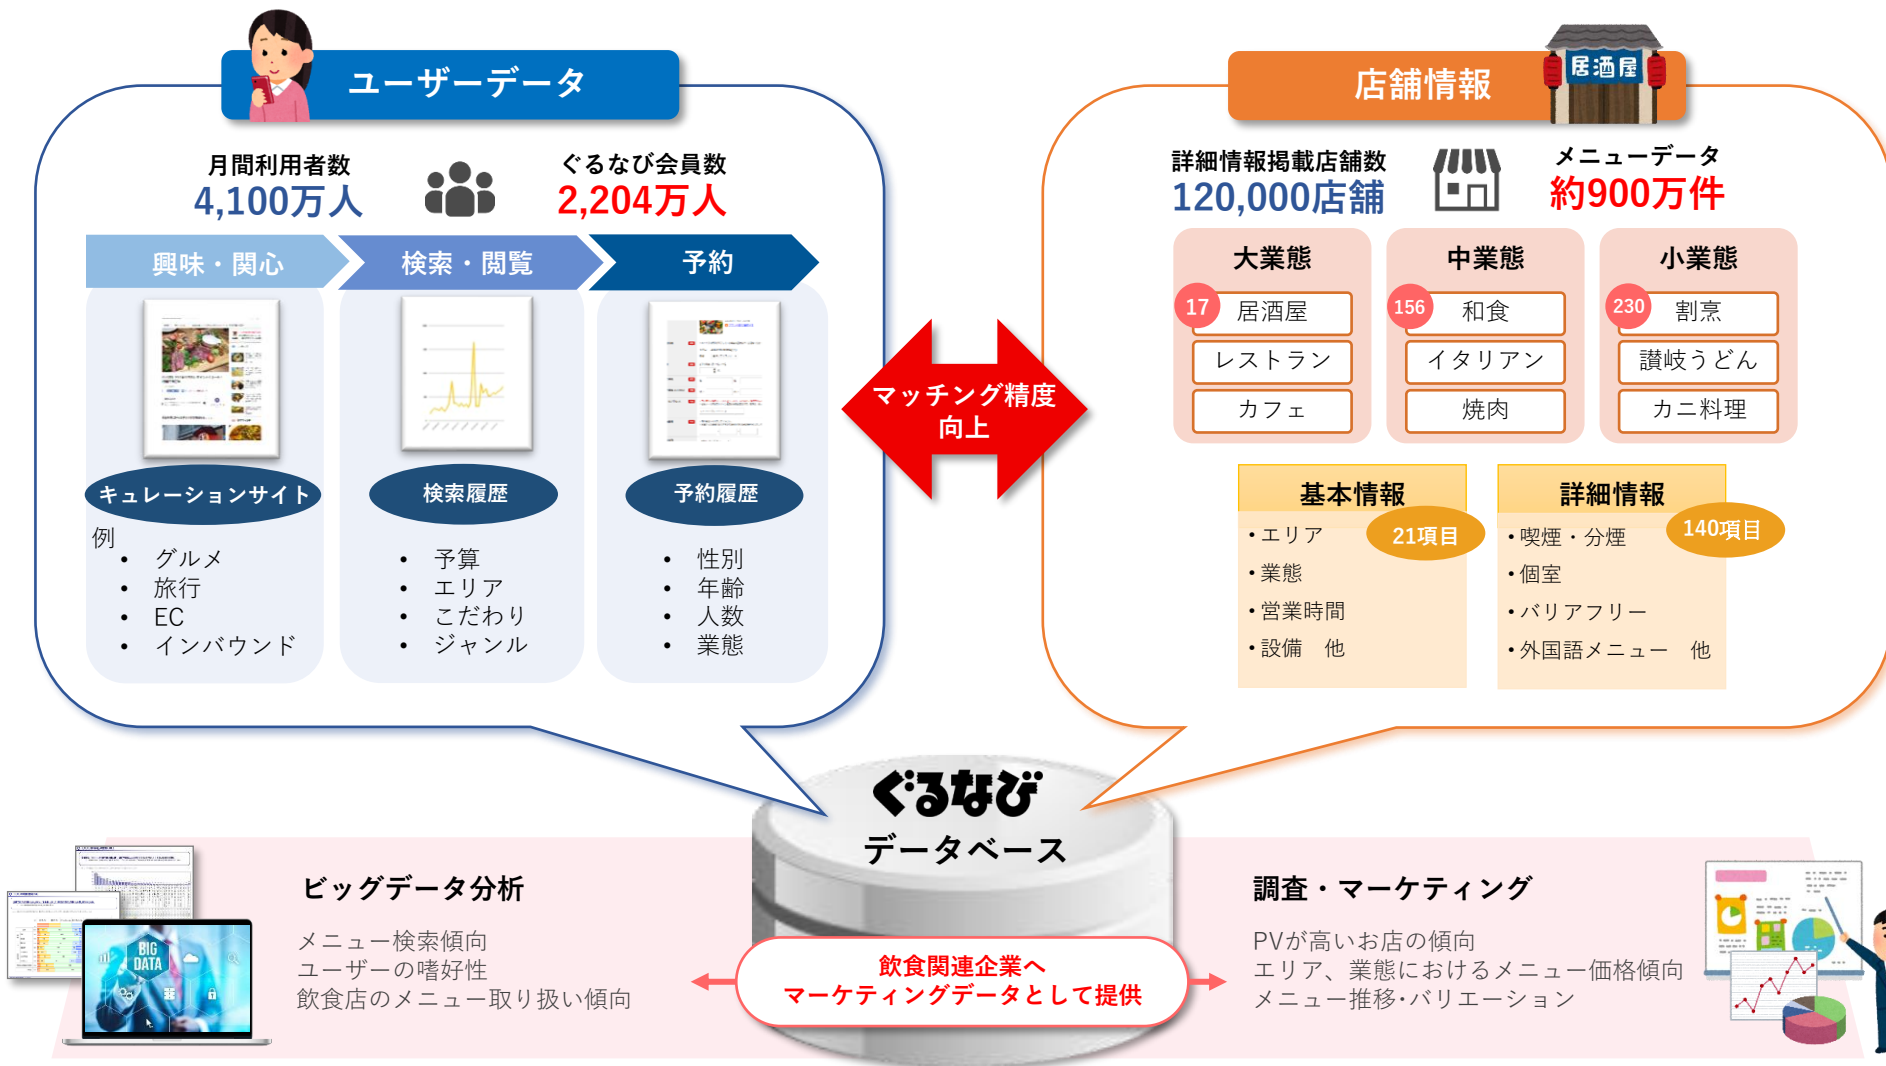 ユーザーデータ
月間利用者数
4,100万人
ぐるなび会員数
2,204万人
興味・関心
検索・閲覧
予約
キュレーションサイト
例
• グルメ
• 旅行
• EC
• インバウンド
検索履歴
• 予算
• エリア
• こだわり
• ジャンル
予約履歴
• 性別
• 年齢
• 人数
• 業態
マッチング精度
向上
店舗情報
居酒屋
詳細情報掲載店舗数
120,000店舗
メニューデータ
約900万件
大業態
17
居酒屋
レストラン
カフェ
中業態
156
和食
イタリアン
焼肉
小業態
230
割烹
讃岐うどん
カニ料理
基本情報
21項目
・エリア
・業態
・営業時間
・設備 他
詳細情報
140項目
・喫煙・分煙
・個室
・バリアフリー
・外国語メニュー 他
ぐるなび
データベース
ビッグデータ分析
メニュー検索傾向
ユーザーの嗜好性
飲食店のメニュー取り扱い傾向
BIG
DATA
飲食関連企業へ
マーケティングデータとして提供
調査・マーケティング
PVが高いお店の傾向
エリア、業態におけるメニュー価格傾向
メニュー推移・バリエーション